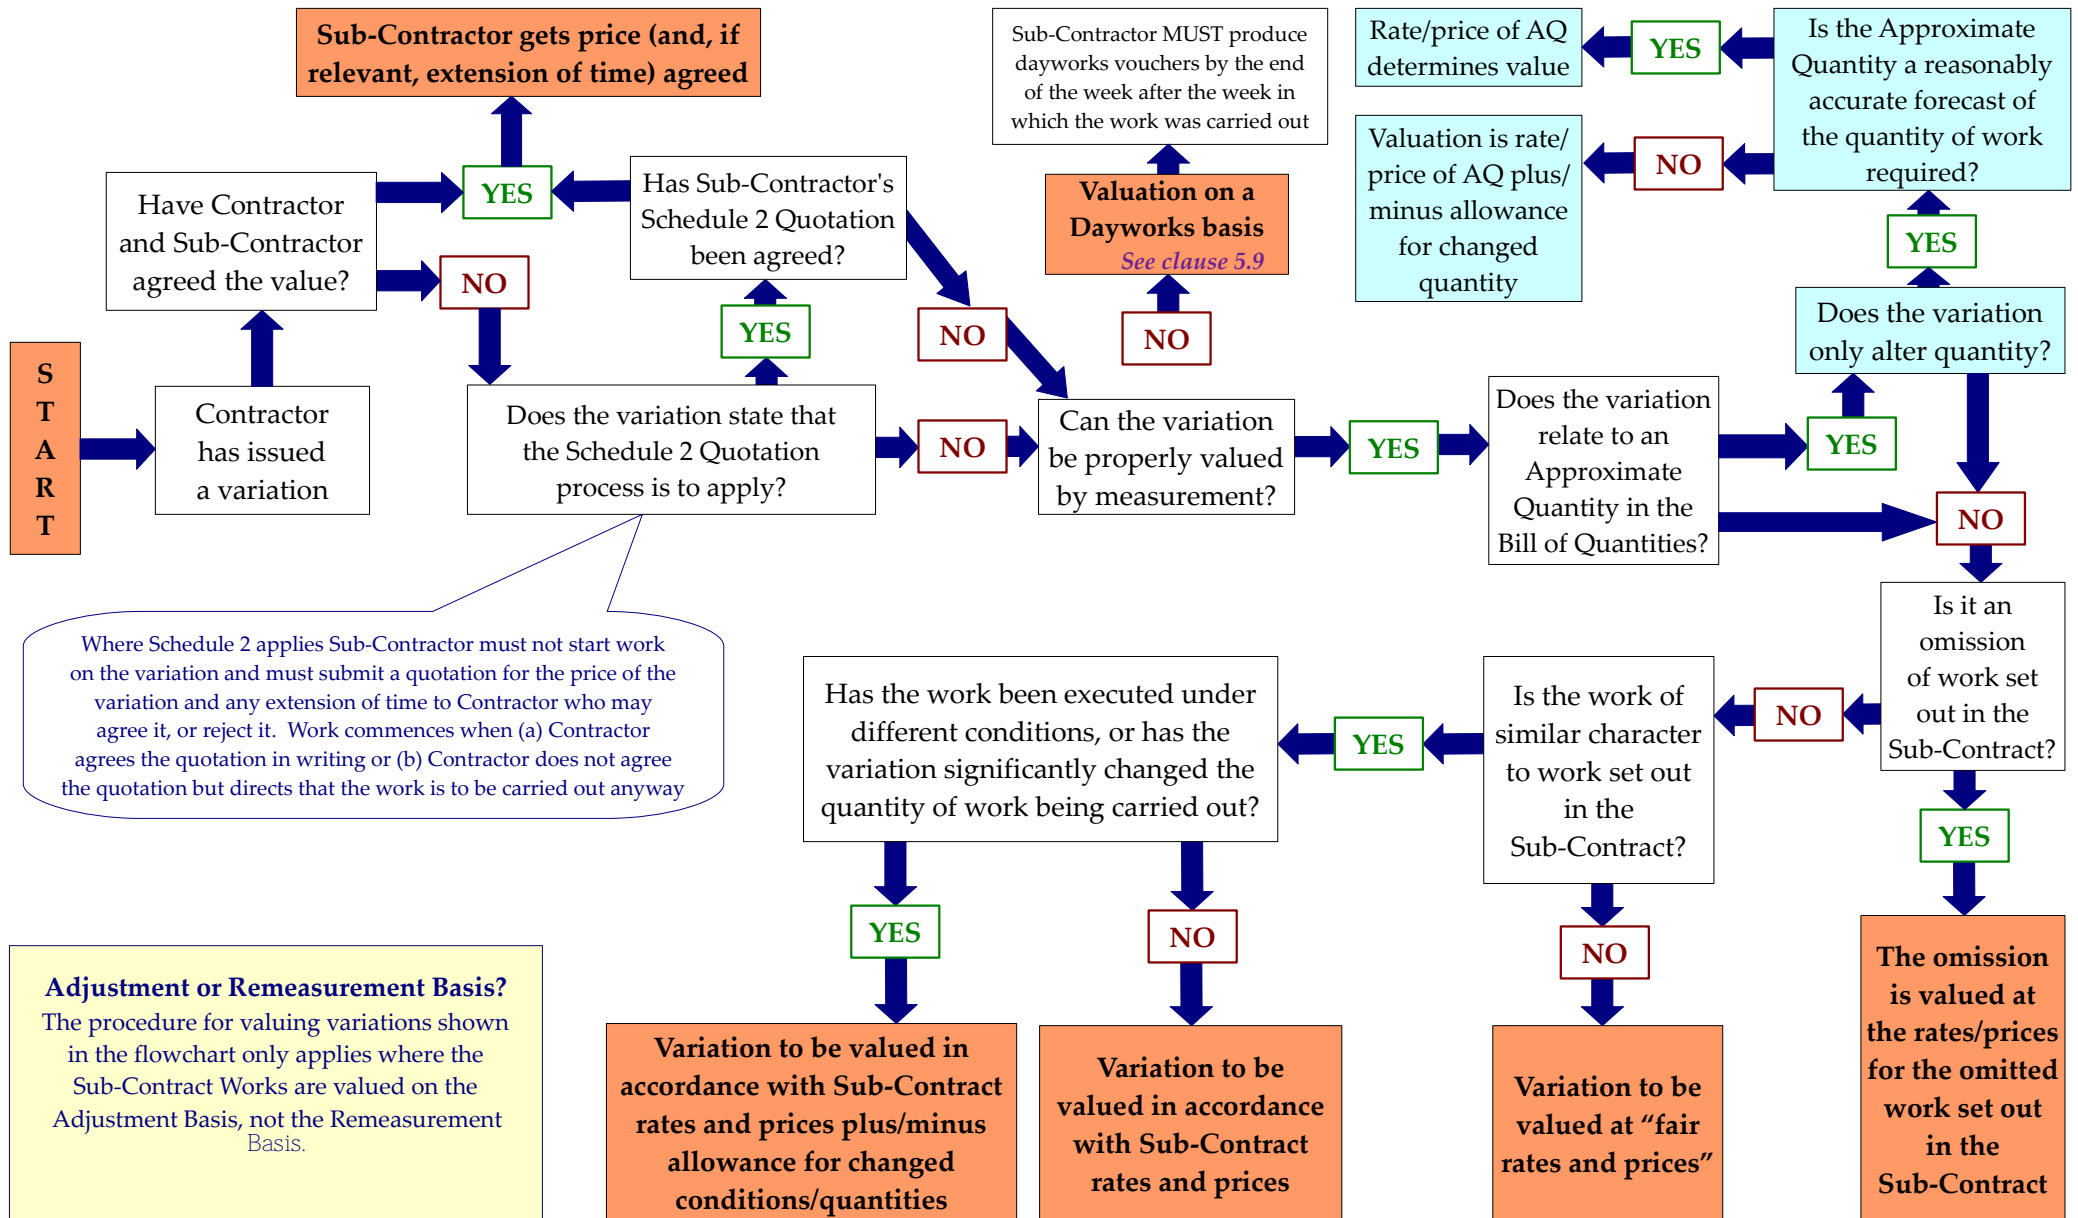 Sub-Contractor gets price (and, if
relevant, extension of time) agreed
Sub-Contractor MUST produce
dayworks vouchers by the end
of the week after the week in
which the work was carried out
Rate/price of AQ
determines value
YES
Is the Approximate
Quantity a reasonably
accurate forecast of
the quantity of work
required?
Valuation is rate/
price of AQ plus/
minus allowance
for changed
quantity
NO
YES
Have Contractor
and Sub-Contractor
agreed the value?
YES
Has Sub-Contractor's
Schedule 2 Quotation
been agreed?
Valuation on a
Dayworks basis
See clause 5.9
NO
YES
NO
NO
Does the variation
only alter quantity?
S
T
A
R
T
Contractor
has issued
a variation
Does the variation state that
the Schedule 2 Quotation
process is to apply?
NO
Can the variation
be properly valued
by measurement?
YES
Does the variation
relate to an
Approximate
Quantity in the
Bill of Quantities?
YES
NO
Where Schedule 2 applies Sub-Contractor must not start work
on the variation and must submit a quotation for the price of the
variation and any extension of time to Contractor who may
agree it, or reject it.  Work commences when (a) Contractor
agrees the quotation in writing or (b) Contractor does not agree
the quotation but directs that the work is to be carried out anyway
Has the work been executed under
different conditions, or has the
variation significantly changed the
quantity of work being carried out?
YES
Is the work of
similar character
to work set out
in the
Sub-Contract?
NO
Is it an
omission
of work set
out in the
Sub-Contract?
YES
NO
NO
YES
Adjustment or Remeasurement Basis?
The procedure for valuing variations shown
in the flowchart only applies where the
Sub-Contract Works are valued on the
Adjustment Basis, not the Remeasurement
Basis.
Variation to be valued in
accordance with Sub-Contract
rates and prices plus/minus
allowance for changed
conditions/quantities
Variation to be
valued in accordance
with Sub-Contract
rates and prices
Variation to be
valued at “fair
rates and prices”
The omission
is valued at
the rates/prices
for the omitted
work set out
in the
Sub-Contract